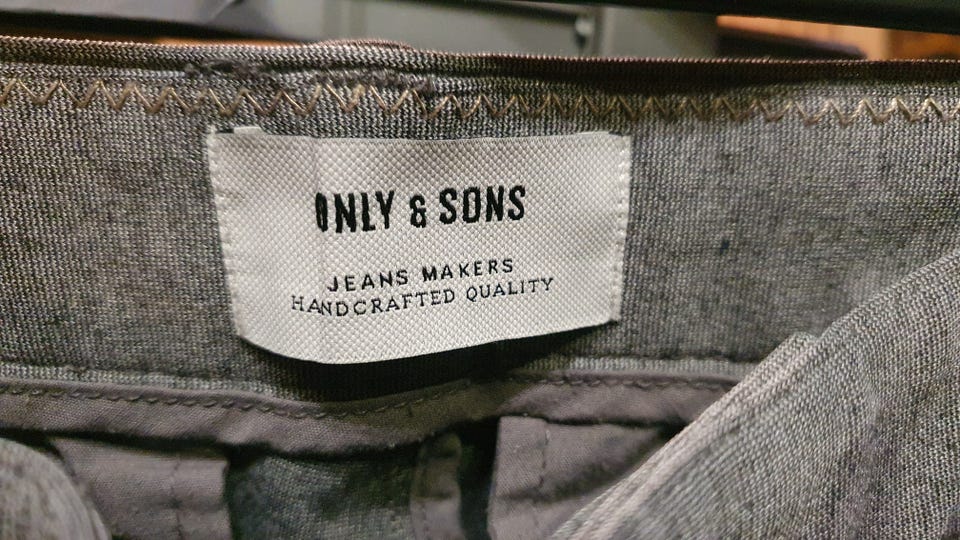 ONLY & SONS
JEANS MAKERS
HANDCRAFTED QUALITY